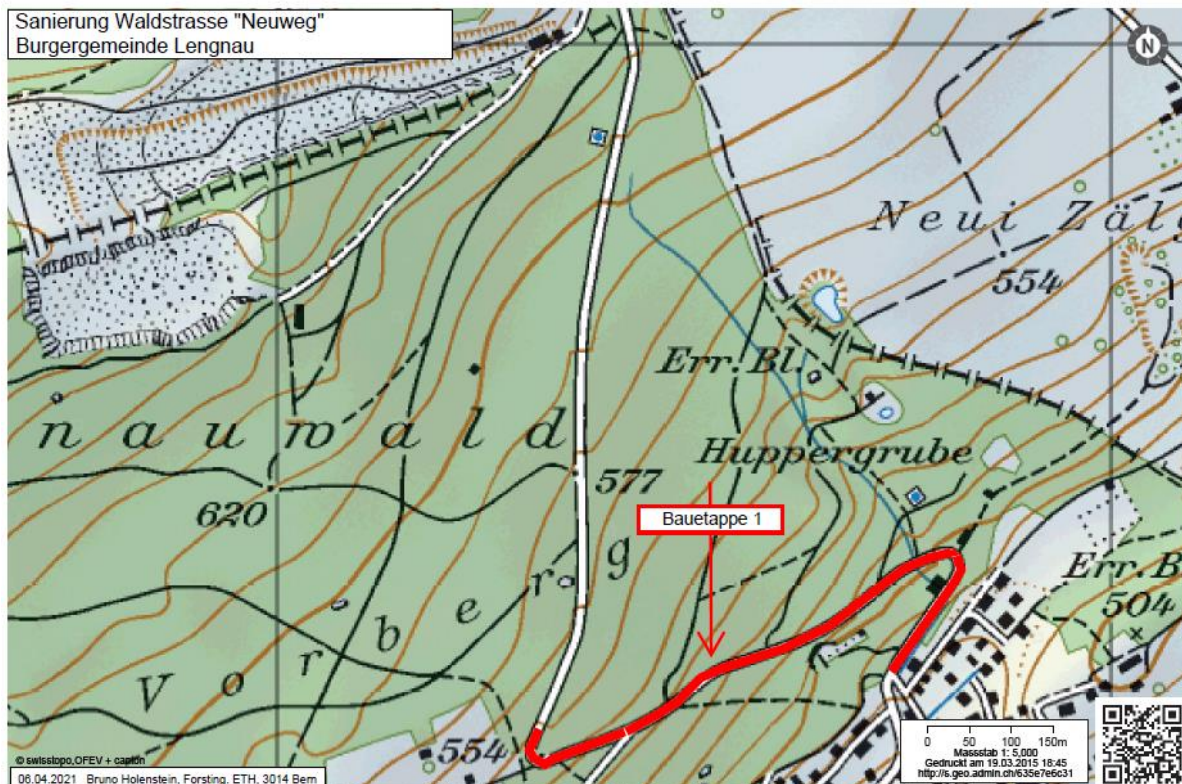 Sanierung Waldstrasse "Neuweg"
Burgergemeinde Lengnau
N
Neui Zälg
554
Err. Bl.
nauwald
Huppergrube
577
620
Bauetappe 1
Vorberg
Err. B
504
554
0 50 100 150m
Massstab 1: 5,000
Gedruckt am 19.03.2015 18:45
http://s.geo.admin.ch/635e7e6c31
© swisstopo,OFEV + caption
06.04.2021 Bruno Holenstein, Forsting. ETH, 3014 Bern